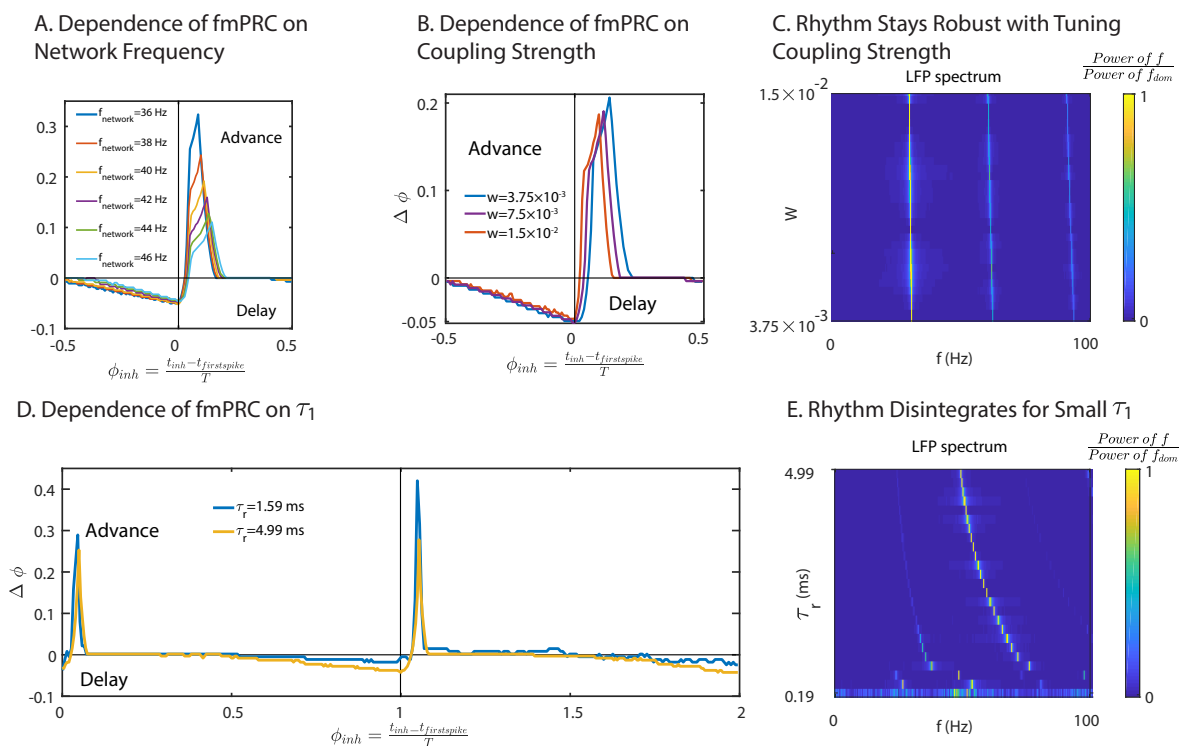 A. Dependence of fmPRC on
Network Frequency
f_network=36 Hz
f_network=38 Hz
f_network=40 Hz
f_network=42 Hz
f_network=44 Hz
f_network=46 Hz
Advance
Delay
0.3
0.2
0.1
0
-0.1
-0.5
0
0.5
ϕ_inh = (t_inh − t_firstspike)/T
B. Dependence of fmPRC on
Coupling Strength
Δ ϕ
0.2
0.1
0
-0.05
Advance
w=3.75×10⁻³
w=7.5×10⁻³
w=1.5×10⁻²
Delay
-0.5
0
0.5
ϕ_inh = (t_inh − t_firstspike)/T
C. Rhythm Stays Robust with Tuning
Coupling Strength
LFP spectrum
Power of f / Power of f_dom
1.5×10⁻²
W
3.75×10⁻³
0
100
f (Hz)
1
0
D. Dependence of fmPRC on τ₁
Δ ϕ
0.4
0.3
0.2
0.1
0
-0.1
Advance
τ_r=1.59 ms
τ_r=4.99 ms
Delay
0
0.5
1
1.5
2
ϕ_inh = (t_inh − t_firstspike)/T
E. Rhythm Disintegrates for Small τ₁
LFP spectrum
Power of f / Power of f_dom
4.99
τ_r (ms)
0.19
0
100
f (Hz)
1
0